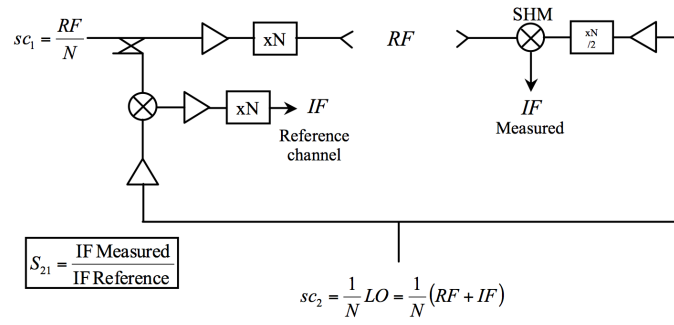 SHM
sc₁ = RF/N
xN
RF
xN/2
IF
Measured
xN
IF
Reference
channel
S₂₁ = IF Measured/IF Reference
sc₂ = 1/N LO = 1/N (RF + IF)